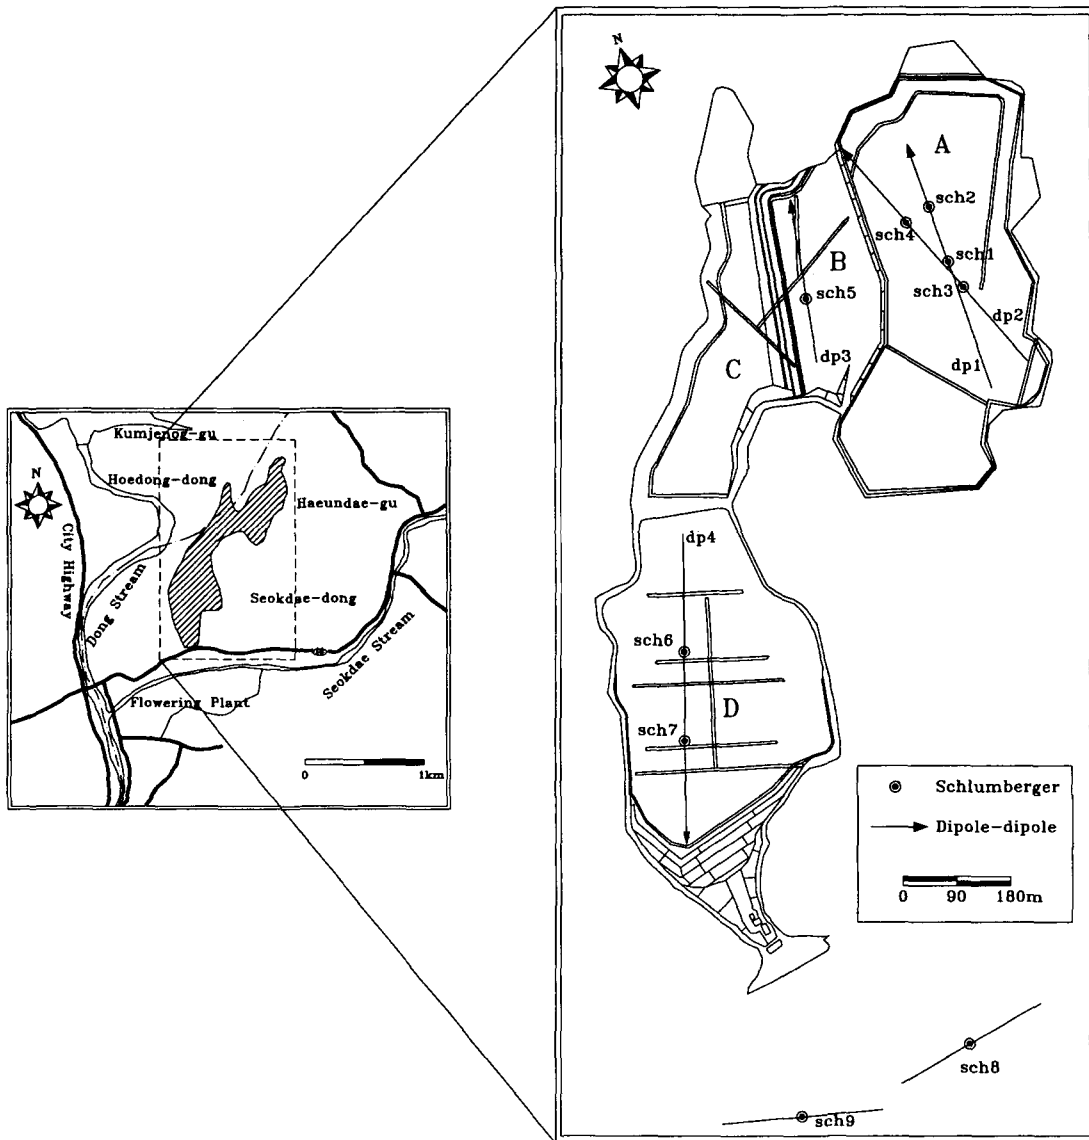 N
A
sch2
sch4
sch1
B
sch3
sch5
dp2
dp3
dp1
C
Kumjenog-gu
Hoedong-dong
N
Haeundae-gu
City Highway
Dong Stream
Seokdae-dong
Seokdae Stream
Flowering Plant
0 1km
dp4
sch6
D
sch7
Schlumberger
Dipole-dipole
0 90 180m
sch8
sch9